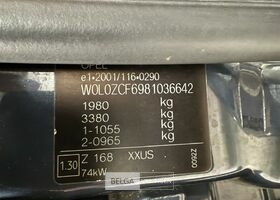 OPEL
e1*2001/116*0290
W0L0ZCF6981036642
1980 kg
3380 kg
1-1055 kg
2-0965 kg
1.30 Z 168 XXUS
74kW
BELGA